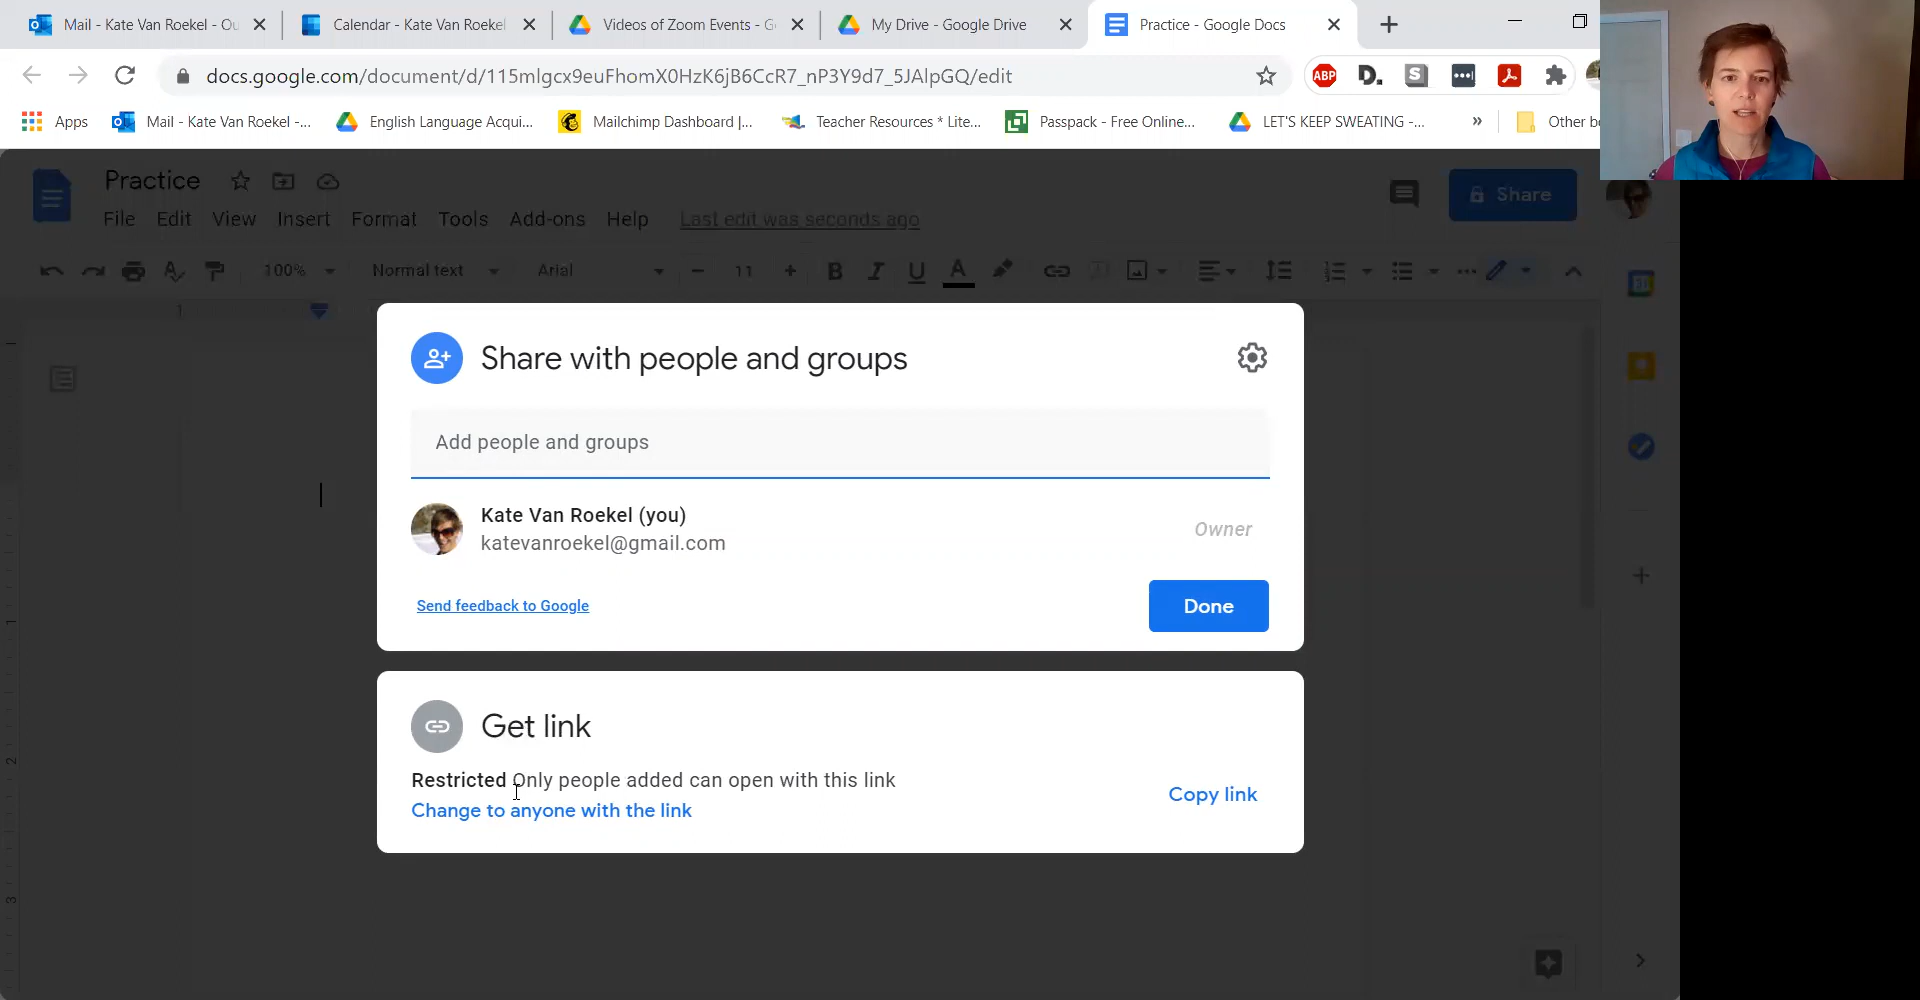 Mail - Kate Van Roekel - Ou
Calendar - Kate Van Roekel
Videos of Zoom Events - G
My Drive - Google Drive
Practice - Google Docs
docs.google.com/document/d/115mlgcx9euFhomX0HzK6jB6CcR7_nP3Y9d7_5JAlpGQ/edit
ABP
D.
S
Apps
Mail - Kate Van Roekel -...
English Language Acqui...
Mailchimp Dashboard |...
Teacher Resources * Lite...
Passpack - Free Online...
LET'S KEEP SWEATING -...
»
Other b
Practice
Share
File Edit View Insert Format Tools Add-ons Help Last edit was seconds ago
100% Normal text Arial 11 B I U A
1
Share with people and groups
Add people and groups
Kate Van Roekel (you)
katevanroekel@gmail.com
Owner
Send feedback to Google
Done
1
Get link
2
Restricted Only people added can open with this link
Change to anyone with the link
Copy link
3